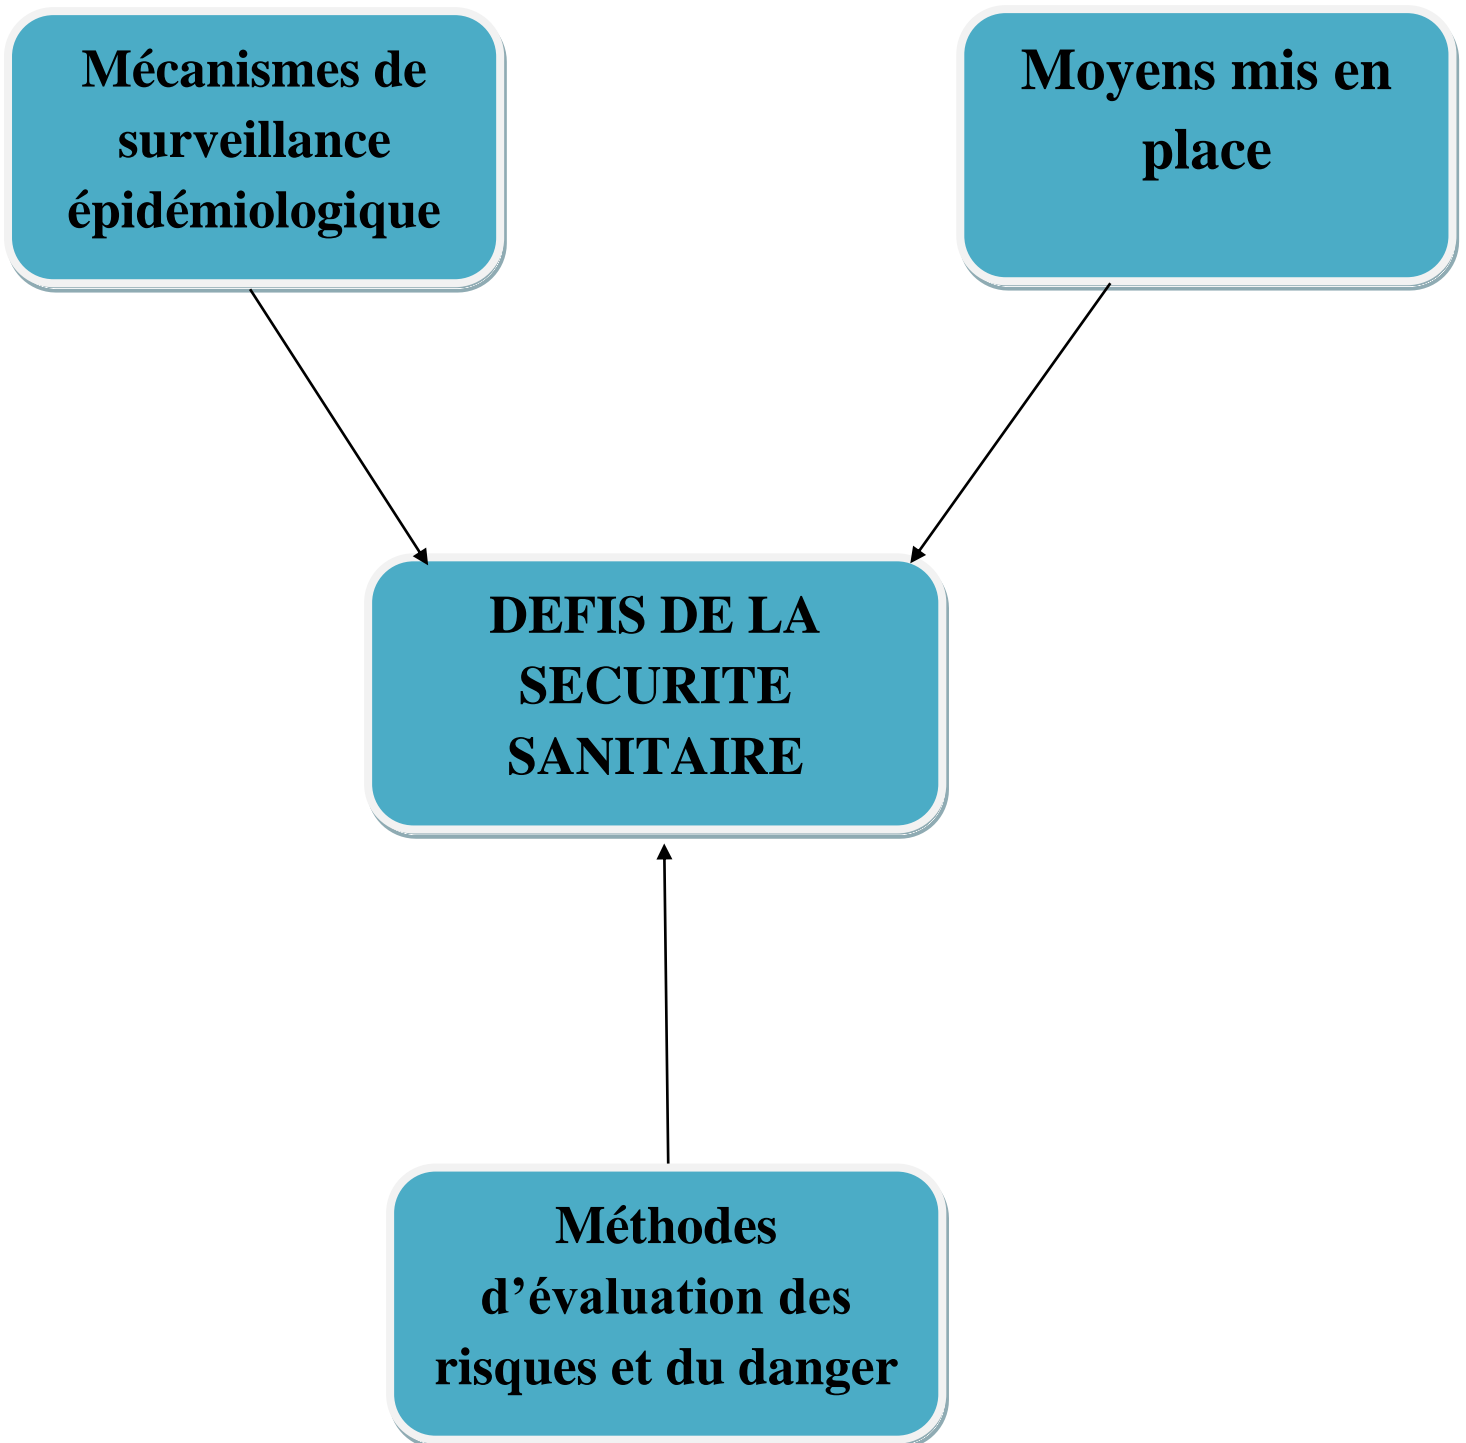 Mécanismes de
surveillance
épidémiologique
Moyens mis en
place
DEFIS DE LA
SECURITE
SANITAIRE
Méthodes
d’évaluation des
risques et du danger